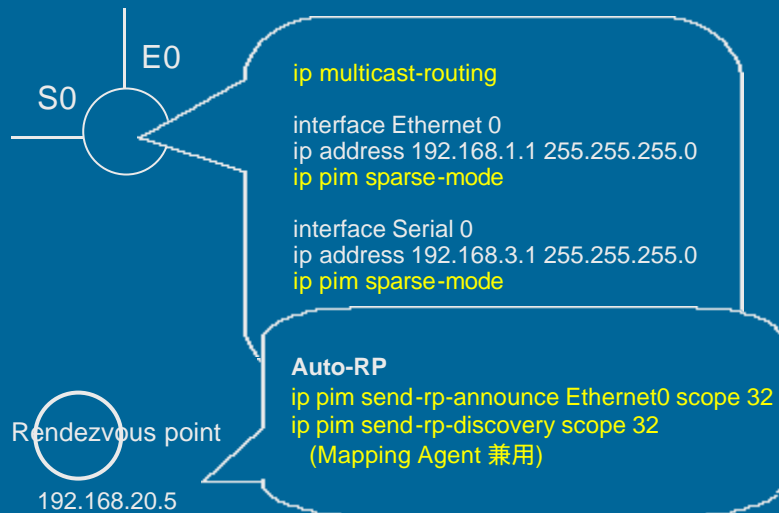 E0
S0
ip multicast-routing
interface Ethernet 0
ip address 192.168.1.1 255.255.255.0
ip pim sparse-mode
interface Serial 0
ip address 192.168.3.1 255.255.255.0
ip pim sparse-mode
Auto-RP
ip pim send-rp-announce Ethernet0 scope 32
ip pim send-rp-discovery scope 32
(Mapping Agent 兼用)
Rendezvous point
192.168.20.5